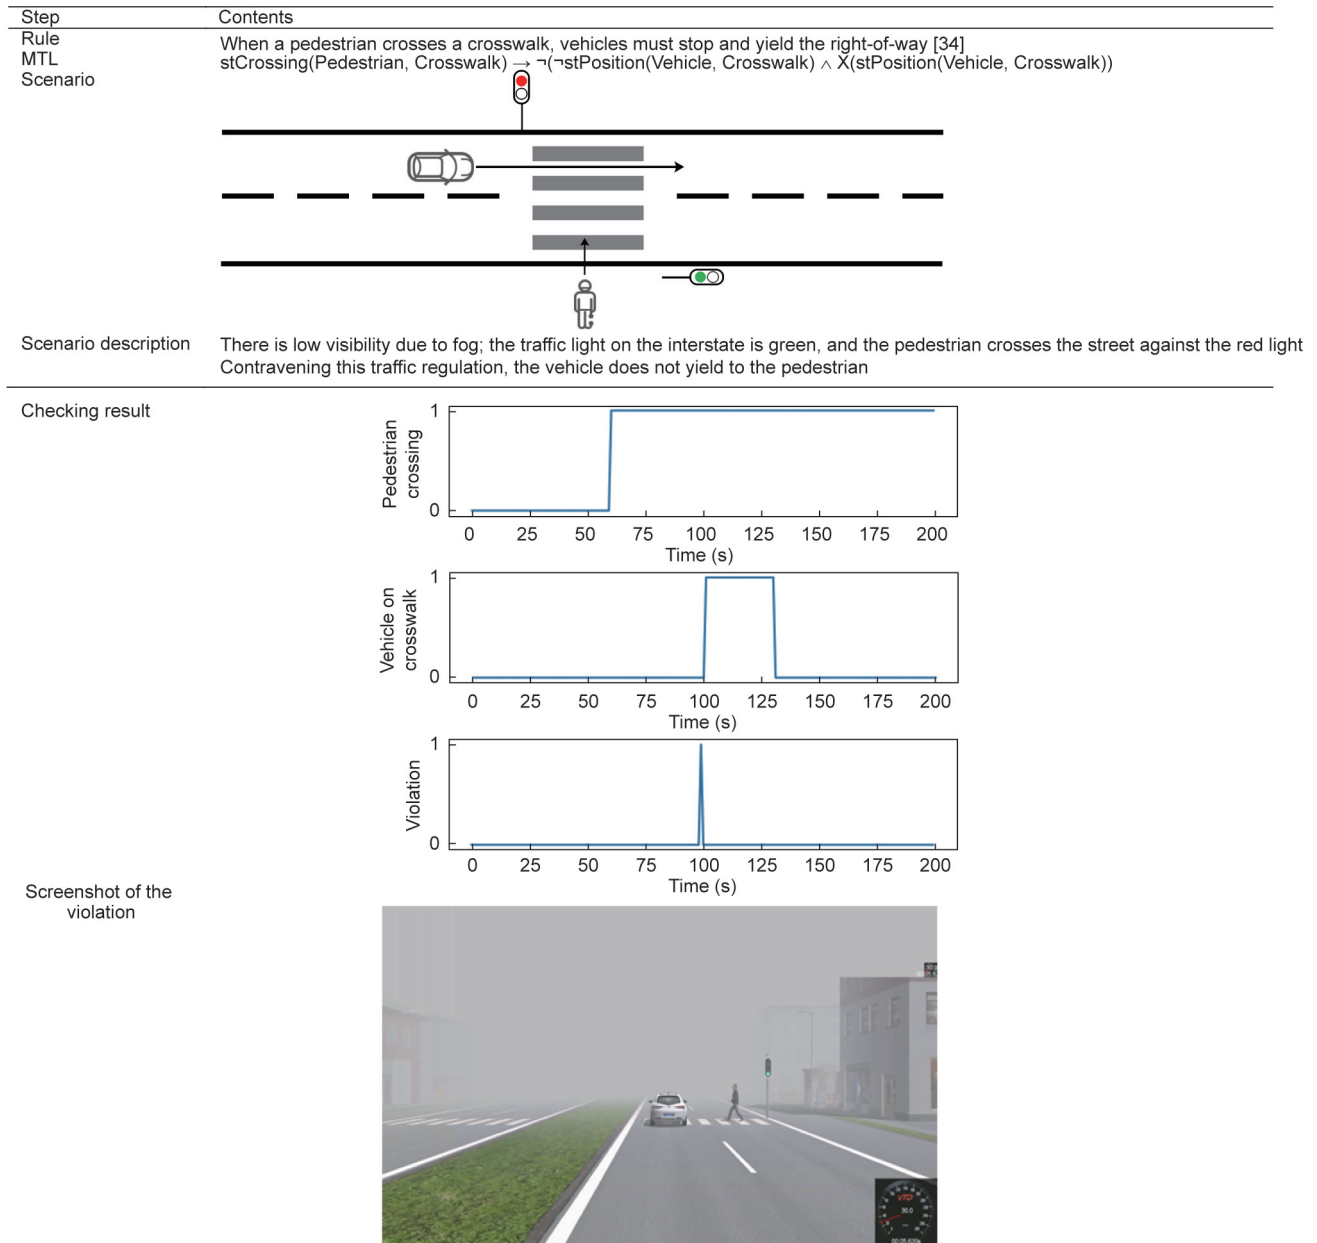 Step Contents
Rule When a pedestrian crosses a crosswalk, vehicles must stop and yield the right-of-way [34]
MTL stCrossing(Pedestrian, Crosswalk) → ¬(¬stPosition(Vehicle, Crosswalk) ∧ X(stPosition(Vehicle, Crosswalk))
Scenario
Scenario description There is low visibility due to fog; the traffic light on the interstate is green, and the pedestrian crosses the street against the red light
Contravening this traffic regulation, the vehicle does not yield to the pedestrian
Checking result
Pedestrian
crossing
1
0
0 25 50 75 100 125 150 175 200
Time (s)
Vehicle on
crosswalk
1
0
0 25 50 75 100 125 150 175 200
Time (s)
Violation
1
0
0 25 50 75 100 125 150 175 200
Time (s)
Screenshot of the
violation
VTD
30.0